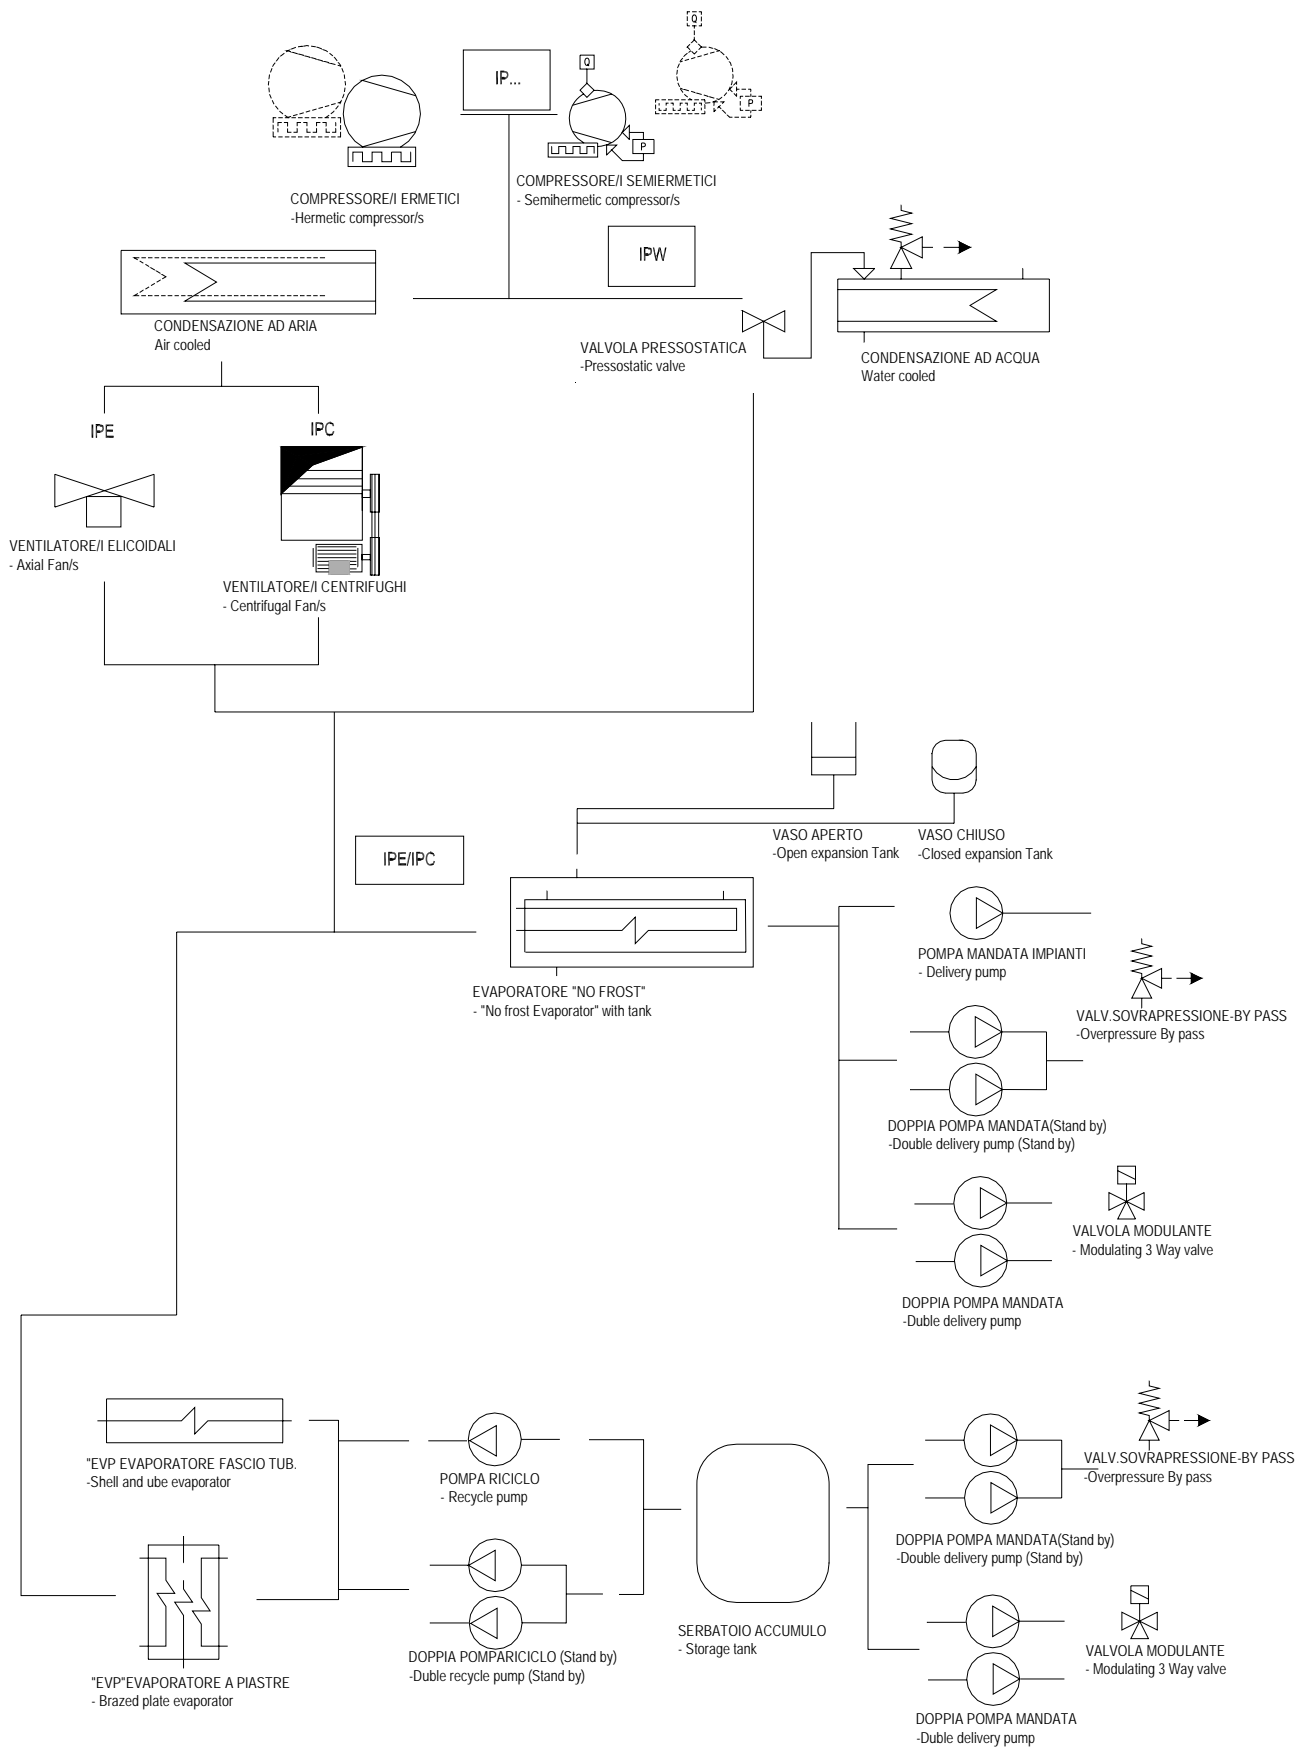 Q
IP...
Q
P
P
COMPRESSORE/I SEMIERMETICI
- Semihermetic compressor/s
COMPRESSORE/I ERMETICI
-Hermetic compressor/s
IPW
CONDENSAZIONE AD ARIA
Air cooled
VALVOLA PRESSOSTATICA
-Pressostatic valve
CONDENSAZIONE AD ACQUA
Water cooled
IPE
IPC
VENTILATORE/I ELICOIDALI
- Axial Fan/s
VENTILATORE/I CENTRIFUGHI
- Centrifugal Fan/s
VASO APERTO
-Open expansion Tank
VASO CHIUSO
-Closed expansion Tank
IPE/IPC
POMPA MANDATA IMPIANTI
- Delivery pump
EVAPORATORE "NO FROST"
- "No frost Evaporator" with tank
VALV.SOVRAPRESSIONE-BY PASS
-Overpressure By pass
DOPPIA POMPA MANDATA(Stand by)
-Double delivery pump (Stand by)
VALVOLA MODULANTE
- Modulating 3 Way valve
DOPPIA POMPA MANDATA
-Duble delivery pump
"EVP EVAPORATORE FASCIO TUB.
-Shell and ube evaporator
POMPA RICICLO
- Recycle pump
VALV.SOVRAPRESSIONE-BY PASS
-Overpressure By pass
DOPPIA POMPA MANDATA(Stand by)
-Double delivery pump (Stand by)
SERBATOIO ACCUMULO
- Storage tank
DOPPIA POMPARICICLO (Stand by)
-Duble recycle pump (Stand by)
VALVOLA MODULANTE
- Modulating 3 Way valve
"EVP"EVAPORATORE A PIASTRE
- Brazed plate evaporator
DOPPIA POMPA MANDATA
-Duble delivery pump